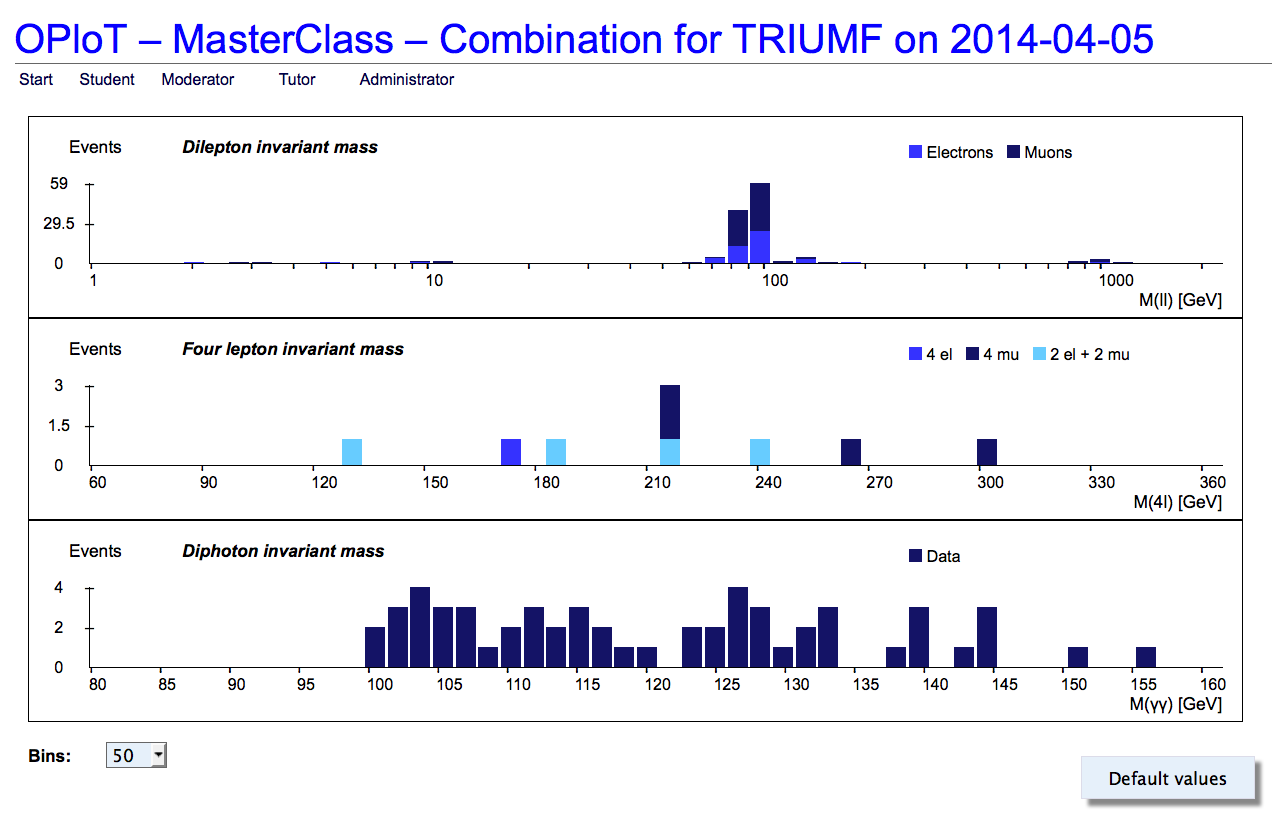 OPloT – MasterClass – Combination for TRIUMF on 2014-04-05
Start Student Moderator Tutor Administrator
Events Dilepton invariant mass Electrons Muons
59
29.5
0
1 10 100 1000
M(ll) [GeV]
Events Four lepton invariant mass 4 el 4 mu 2 el + 2 mu
3
1.5
0
60 90 120 150 180 210 240 270 300 330 360
M(4l) [GeV]
Events Diphoton invariant mass Data
4
2
0
80 85 90 95 100 105 110 115 120 125 130 135 140 145 150 155 160
M(γγ) [GeV]
Bins: 50
Default values